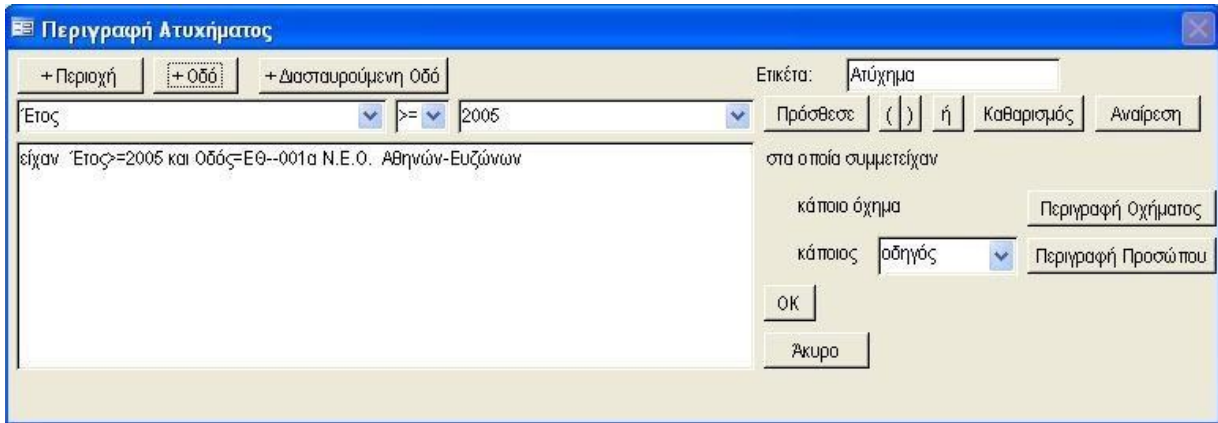 Περιγραφή Ατυχήματος
+Περιοχή +Οδό +Διασταυρούμενη Οδό Ετικέτα: Ατύχημα
Έτος >= 2005 Πρόσθεσε ( ) ή Καθαρισμός Αναίρεση
είχαν Έτος>=2005 και Οδός=ΕΘ--001α Ν.Ε.Ο. Αθηνών-Ευζώνων
στα οποία συμμετείχαν
κάποιο όχημα Περιγραφή Οχήματος
κάποιος οδηγός Περιγραφή Προσώπου
OK
Άκυρο